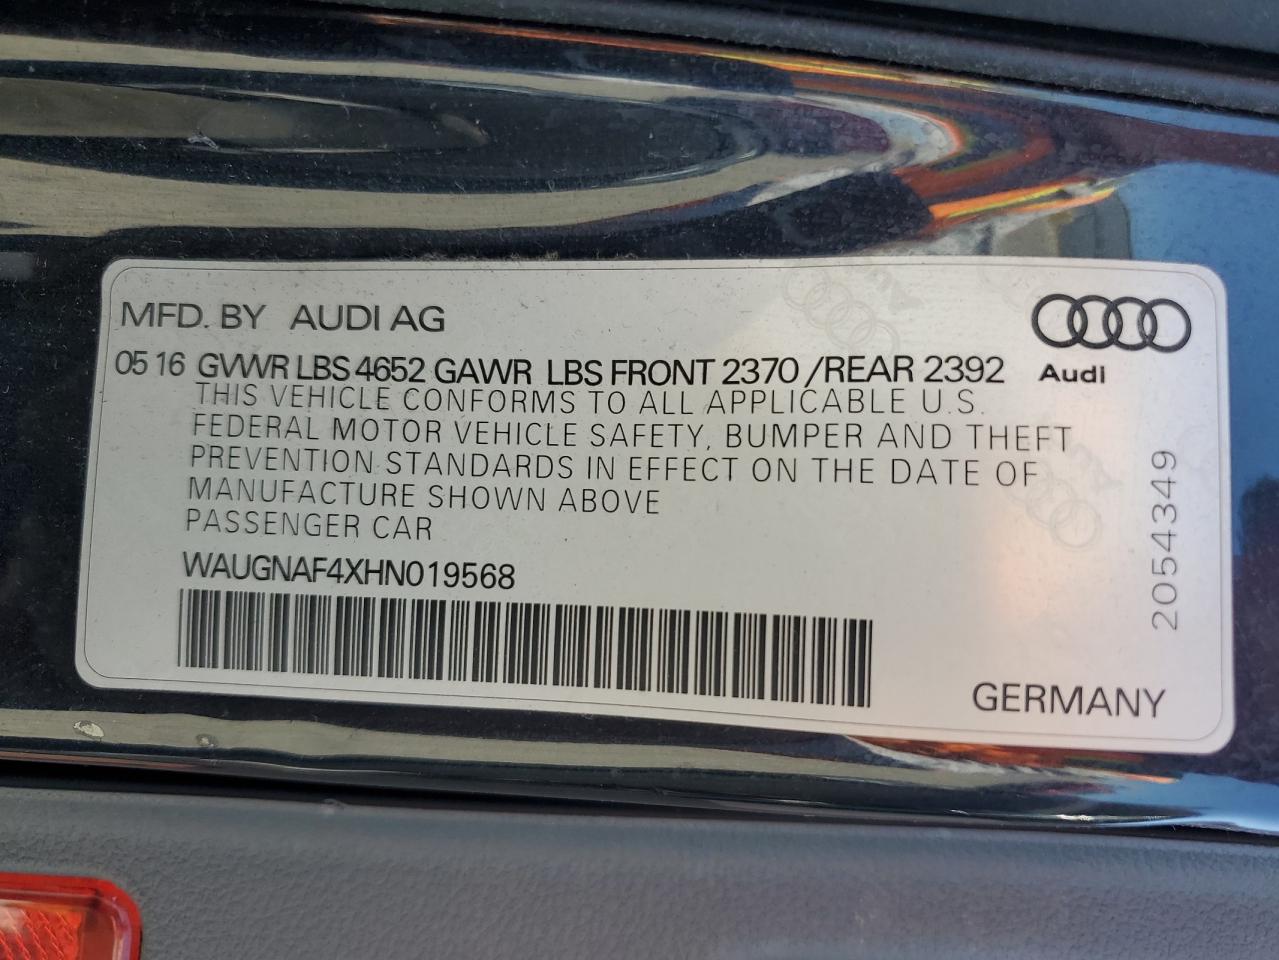 MFD. BY AUDI AG
Audi
05 16 GVWR LBS 4652 GAWR LBS FRONT 2370 /REAR 2392
THIS VEHICLE CONFORMS TO ALL APPLICABLE U.S.
FEDERAL MOTOR VEHICLE SAFETY, BUMPER AND THEFT
PREVENTION STANDARDS IN EFFECT ON THE DATE OF
MANUFACTURE SHOWN ABOVE
PASSENGER CAR
WAUGNAF4XHN019568
2054349
GERMANY